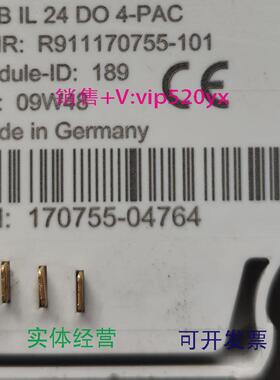 B IL 24 DO 4-PAC
NR: R911170755-101
odule-ID: 189
: 09W48
销售+V:vip520yx
ade in Germany
CE
: 170755-04764
实体经营
可开发票